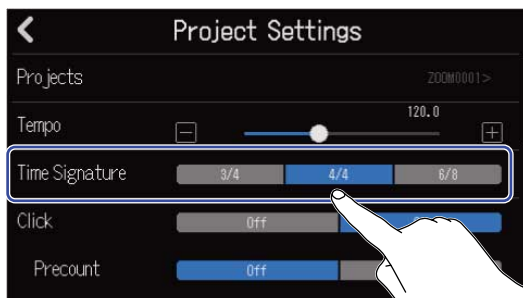 Project Settings
Projects ZOOM0001>
Tempo 120.0
Time Signature 3/4 4/4 6/8
Click Off
Precount Off